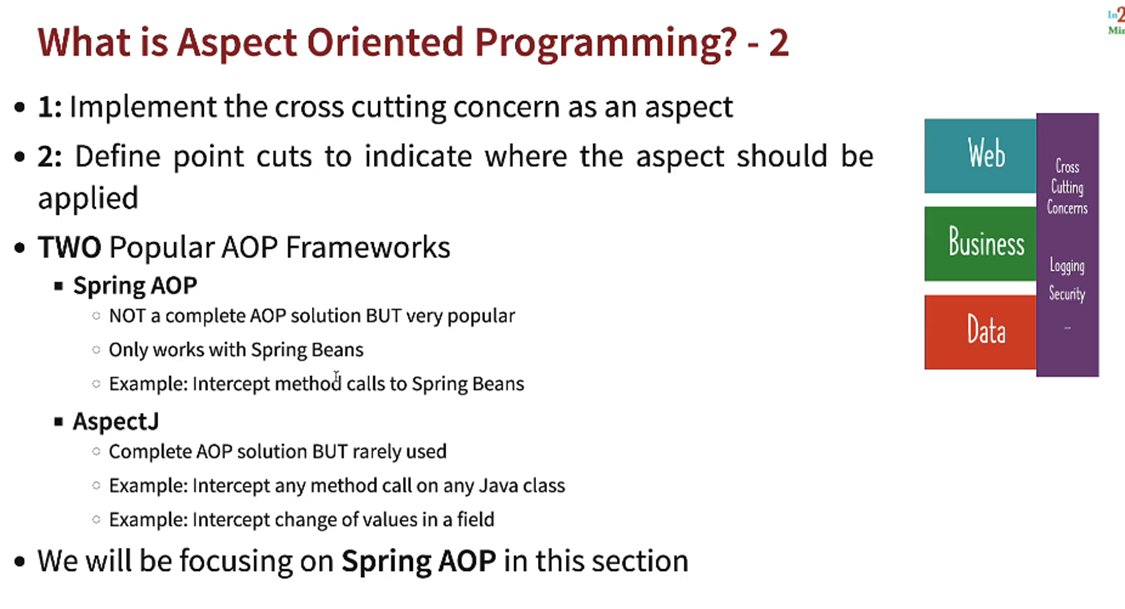 What is Aspect Oriented Programming? - 2
In2
• 1: Implement the cross cutting concern as an aspect
• 2: Define point cuts to indicate where the aspect should be
applied
• TWO Popular AOP Frameworks
▪ Spring AOP
○ NOT a complete AOP solution BUT very popular
○ Only works with Spring Beans
○ Example: Intercept method calls to Spring Beans
▪ AspectJ
○ Complete AOP solution BUT rarely used
○ Example: Intercept any method call on any Java class
○ Example: Intercept change of values in a field
• We will be focusing on Spring AOP in this section
Web
Business
Data
Cross
Cutting
Concerns
Logging
Security
...